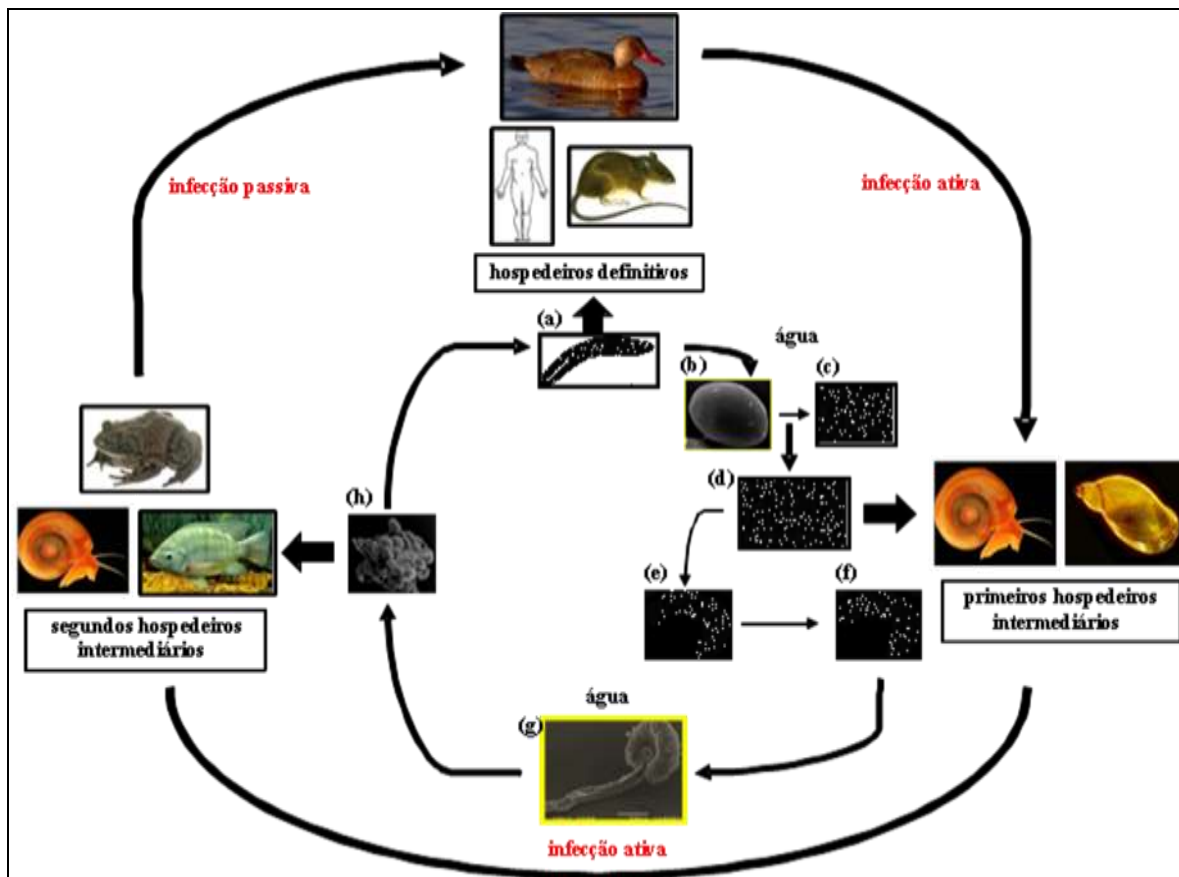 infecção passiva
infecção ativa
hospedeiros definitivos
(a)
água
(b)
(c)
(d)
(h)
(e)
(f)
segundos hospedeiros
intermediários
primeiros hospedeiros
intermediários
água
(g)
infecção ativa